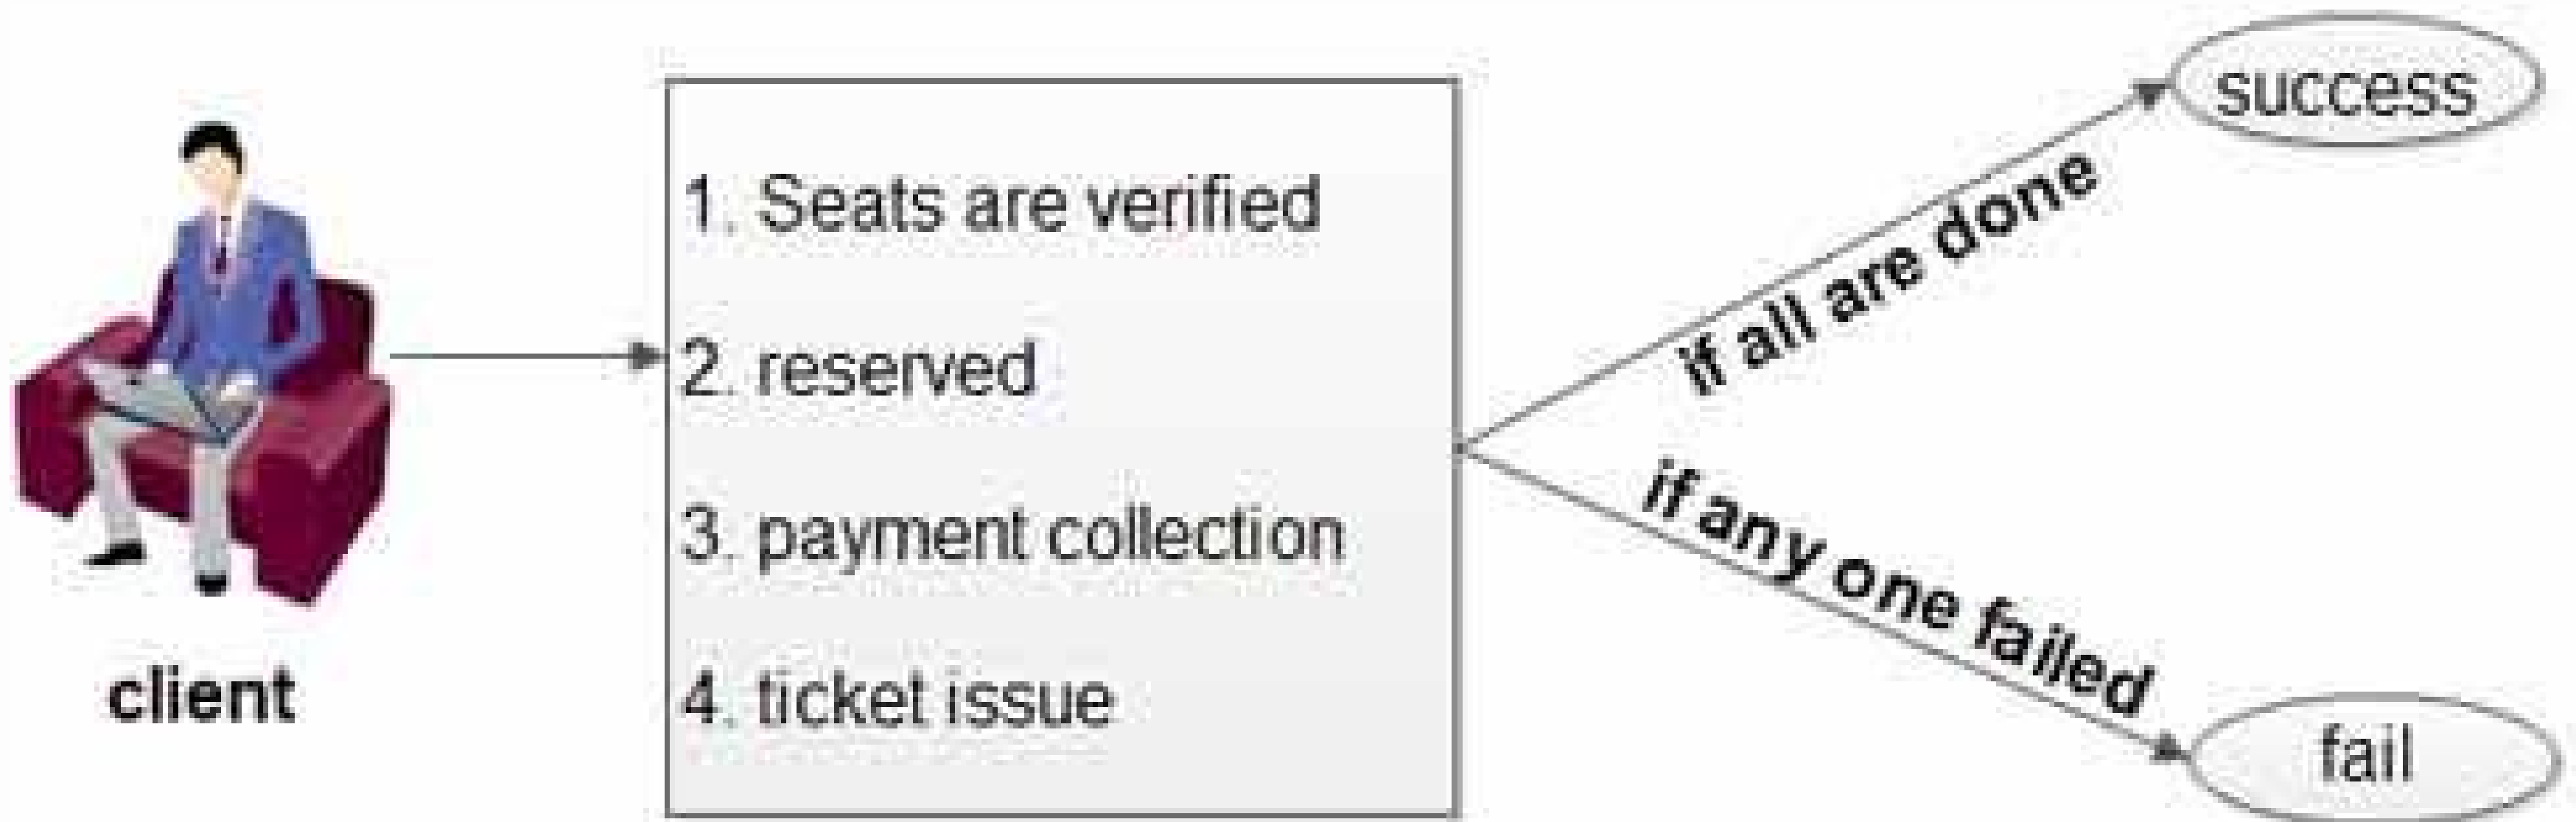 client
1. Seats are verified
2. reserved
3. payment collection
4. ticket issue
if all are done
success
if any one failed
fail